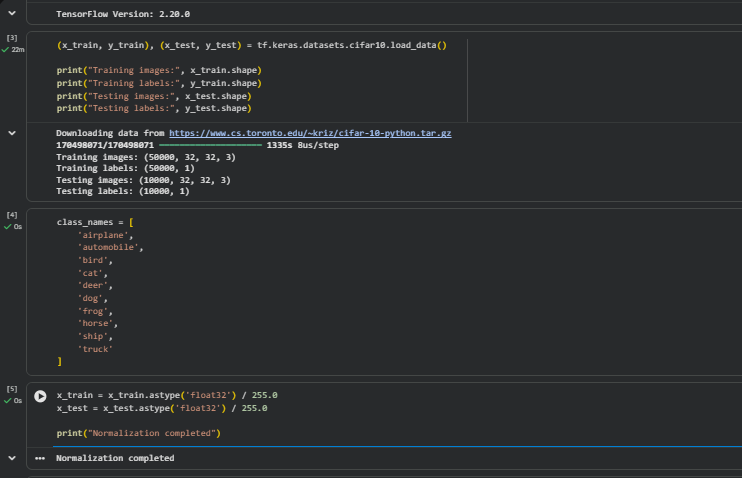 TensorFlow Version: 2.20.0
[3]
22m
(x_train, y_train), (x_test, y_test) = tf.keras.datasets.cifar10.load_data()
print("Training images:", x_train.shape)
print("Training labels:", y_train.shape)
print("Testing images:", x_test.shape)
print("Testing labels:", y_test.shape)
Downloading data from https://www.cs.toronto.edu/~kriz/cifar-10-python.tar.gz
170498071/170498071 ━━━━━━━━━━━━━━━━━━━━ 1335s 8us/step
Training images: (50000, 32, 32, 3)
Training labels: (50000, 1)
Testing images: (10000, 32, 32, 3)
Testing labels: (10000, 1)
[4]
0s
class_names = [
    'airplane',
    'automobile',
    'bird',
    'cat',
    'deer',
    'dog',
    'frog',
    'horse',
    'ship',
    'truck'
]
[5]
0s
x_train = x_train.astype('float32') / 255.0
x_test = x_test.astype('float32') / 255.0
print("Normalization completed")
Normalization completed